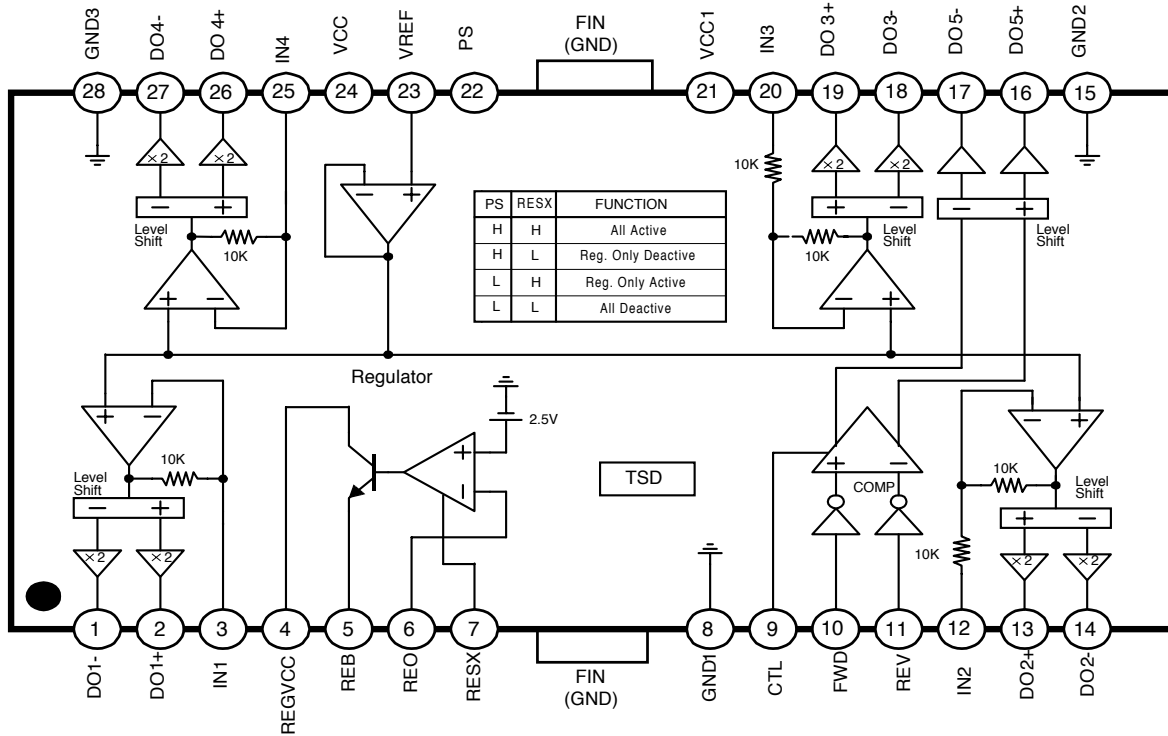 GND3
DO4-
DO 4+
IN4
VCC
VREF
PS
FIN
(GND)
VCC1
IN3
DO 3+
DO3-
DO5-
DO5+
GND2
28
27
26
25
24
23
22
21
20
19
18
17
16
15
×2
×2
10K
×2
×2
− +
− +
+ −
− +
Level
Shift
10K
10K
Level
Shift
Level
Shift
+ −
− +
PS RESX FUNCTION
H H All Active
H L Reg. Only Deactive
L H Reg. Only Active
L L All Deactive
Regulator
+ −
+
−
2.5V
TSD
+ −
COMP
− +
10K
10K
Level
Shift
Level
Shift
− +
+ −
10K
×2
×2
×2
×2
1
2
3
4
5
6
7
8
9
10
11
12
13
14
DO1-
DO1+
IN1
REGVCC
REB
REO
RESX
FIN
(GND)
GND1
CTL
FWD
REV
IN2
DO2+
DO2-